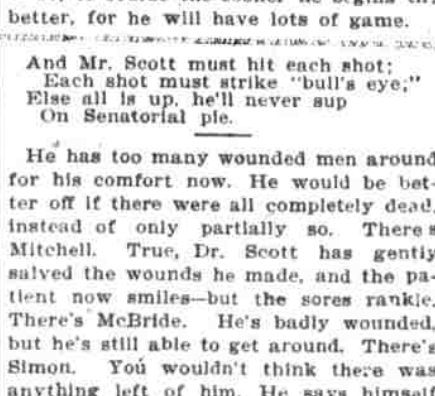 better, for he will have lots of game.
And Mr. Scott must hit each shot;
Each shot must strike "bull's eye;"
Else all is up, he'll never sup
On Senatorial pie.
He has too many wounded men around
for his comfort now. He would be bet-
ter off if there were all completely dead,
instead of only partially so. There s
Mitchell. True, Dr. Scott has gently
salved the wounds he made, and the pa-
tient now smiles—but the sores rankle.
There's McBride. He's badly wounded,
but he's still able to get around. There's
Simon. You wouldn't think there was
anything left of him. He says himself